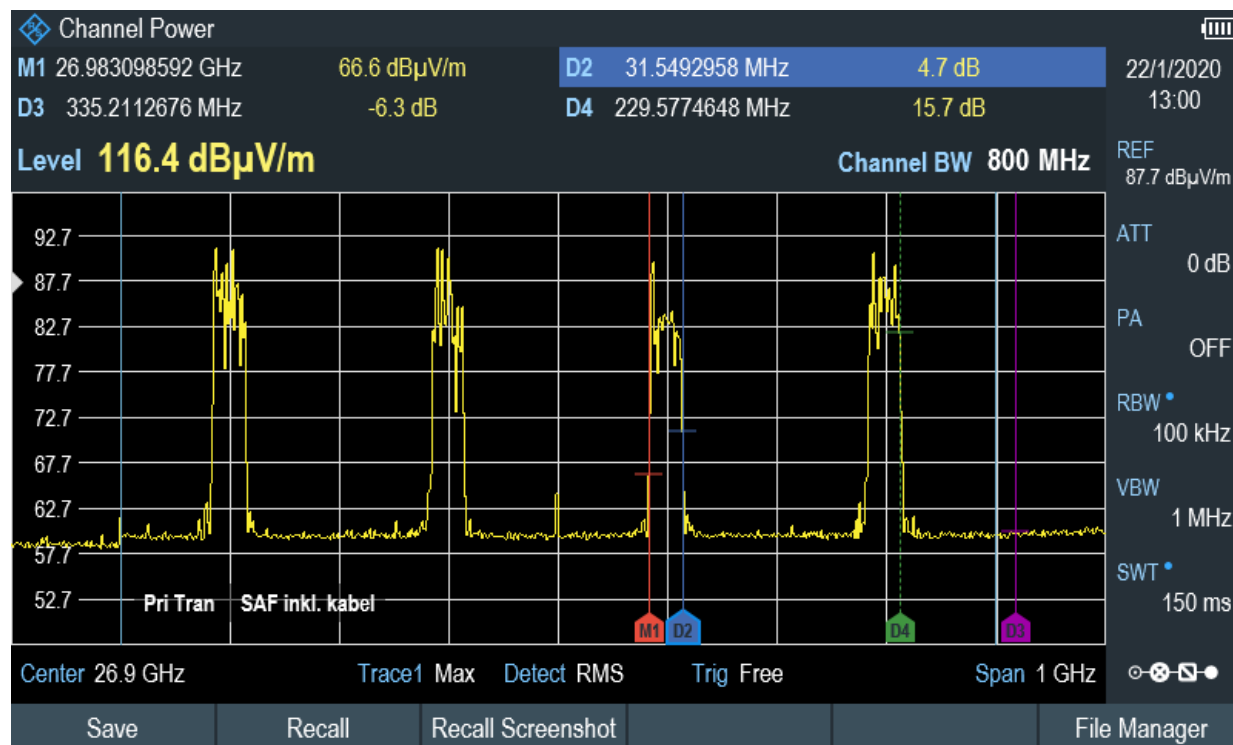 Channel Power
M1 26.983098592 GHz 66.6 dBµV/m D2 31.5492958 MHz 4.7 dB
D3 335.2112676 MHz -6.3 dB D4 229.5774648 MHz 15.7 dB
22/1/2020
13:00
Level 116.4 dBµV/m Channel BW 800 MHz
REF
87.7 dBµV/m
ATT
0 dB
PA
OFF
RBW
100 kHz
VBW
1 MHz
SWT
150 ms
92.7
87.7
82.7
77.7
72.7
67.7
62.7
57.7
52.7
Pri Tran SAF inkl. kabel
M1 D2 D4 D3
Center 26.9 GHz Trace1 Max Detect RMS Trig Free Span 1 GHz
Save Recall Recall Screenshot File Manager